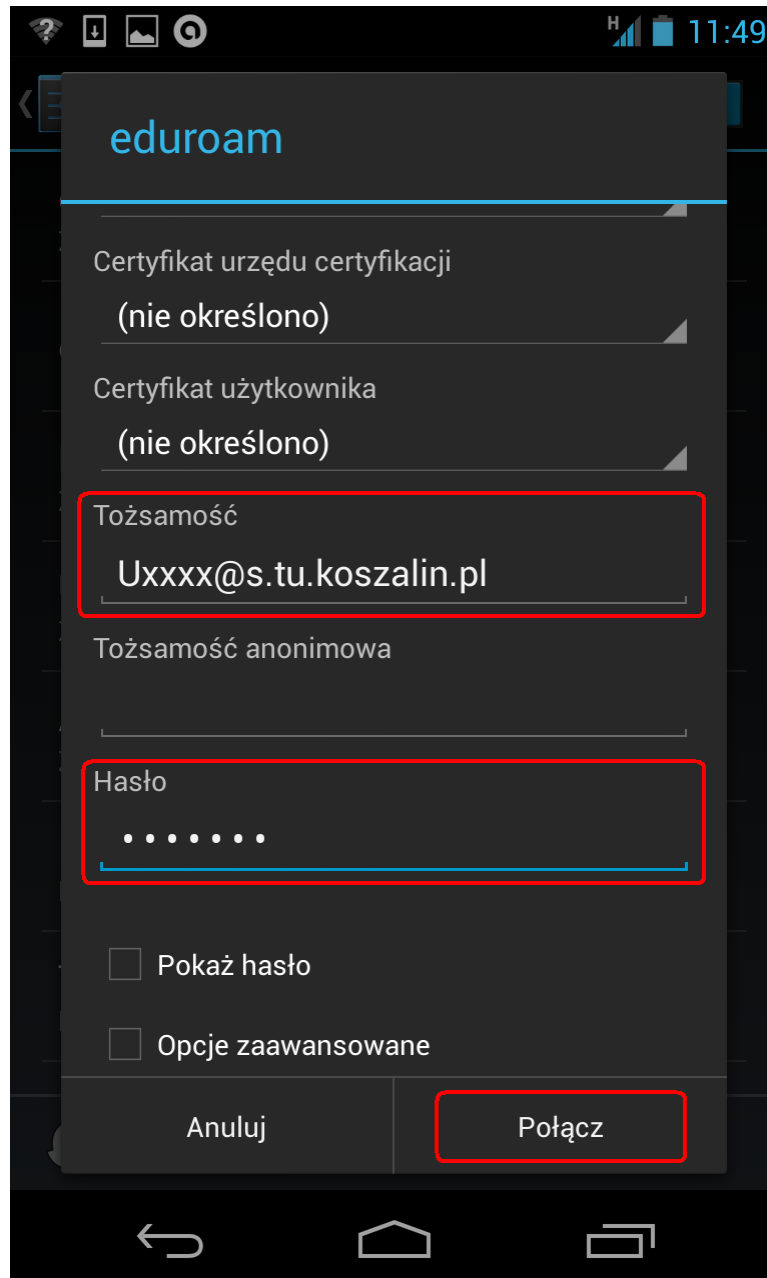 H 11:49
eduroam
Certyfikat urzędu certyfikacji
(nie określono)
Certyfikat użytkownika
(nie określono)
Tożsamość
Uxxxx@s.tu.koszalin.pl
Tożsamość anonimowa
Hasło
•••••••
Pokaż hasło
Opcje zaawansowane
Anuluj Połącz